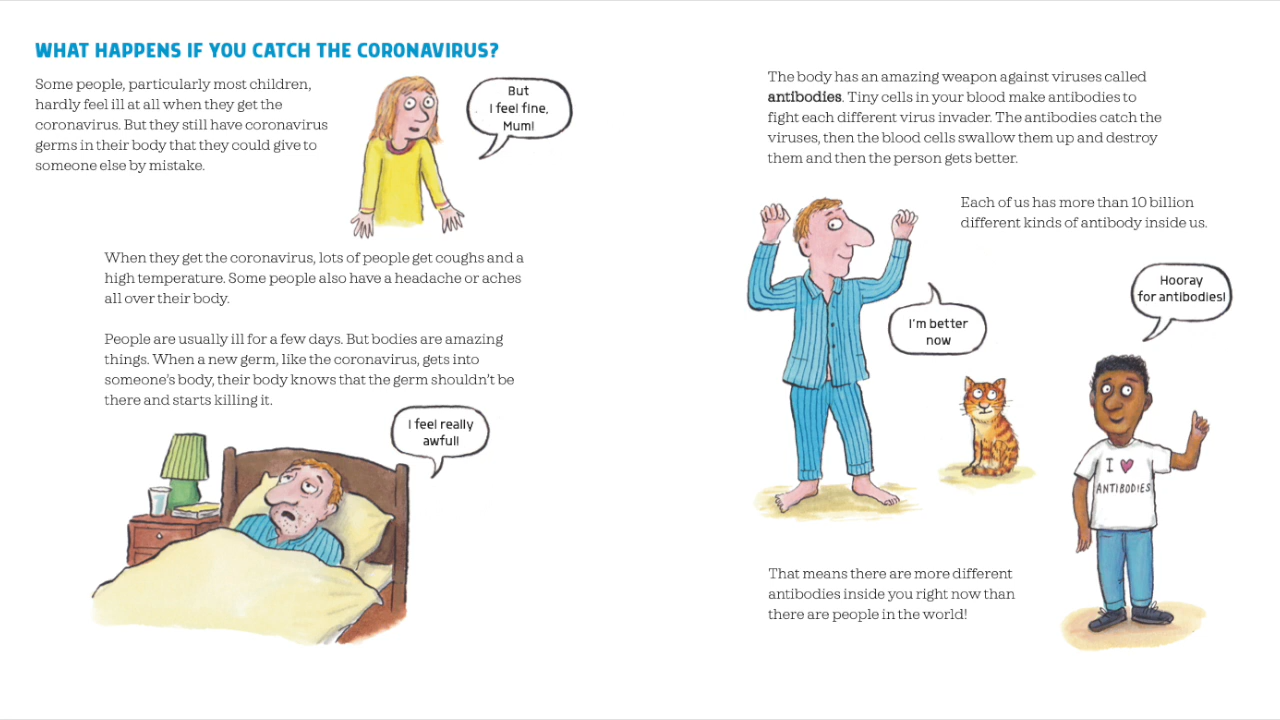 WHAT HAPPENS IF YOU CATCH THE CORONAVIRUS?
Some people, particularly most children,
hardly feel ill at all when they get the
coronavirus. But they still have coronavirus
germs in their body that they could give to
someone else by mistake.
But
I feel fine,
Mum!
When they get the coronavirus, lots of people get coughs and a
high temperature. Some people also have a headache or aches
all over their body.
People are usually ill for a few days. But bodies are amazing
things. When a new germ, like the coronavirus, gets into
someone's body, their body knows that the germ shouldn't be
there and starts killing it.
I feel really
awful!
The body has an amazing weapon against viruses called
antibodies. Tiny cells in your blood make antibodies to
fight each different virus invader. The antibodies catch the
viruses, then the blood cells swallow them up and destroy
them and then the person gets better.
Each of us has more than 10 billion
different kinds of antibody inside us.
I'm better
now
Hooray
for antibodies!
I ♥
ANTIBODIES
That means there are more different
antibodies inside you right now than
there are people in the world!